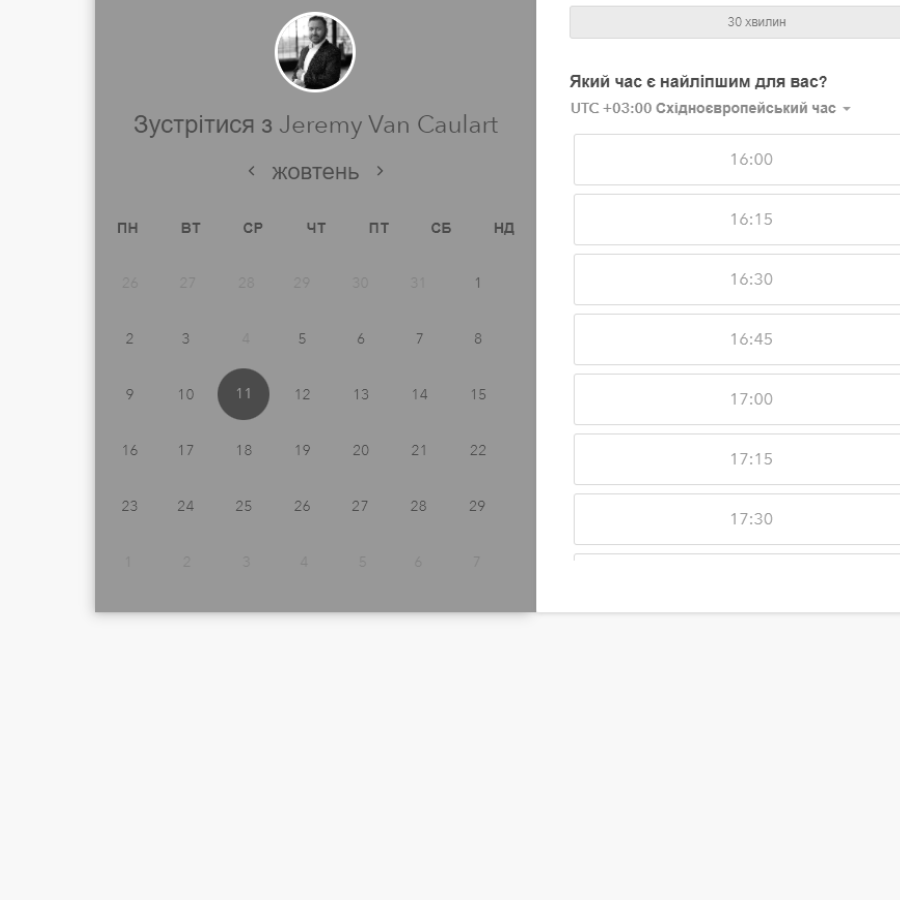 Зустрітися з Jeremy Van Caulart
жовтень
ПН ВТ СР ЧТ ПТ СБ НД
26 27 28 29 30 31 1
2 3 4 5 6 7 8
9 10 11 12 13 14 15
16 17 18 19 20 21 22
23 24 25 26 27 28 29
1 2 3 4 5 6 7
30 хвилин
Який час є найліпшим для вас?
UTC +03:00 Східноєвропейський час
16:00
16:15
16:30
16:45
17:00
17:15
17:30